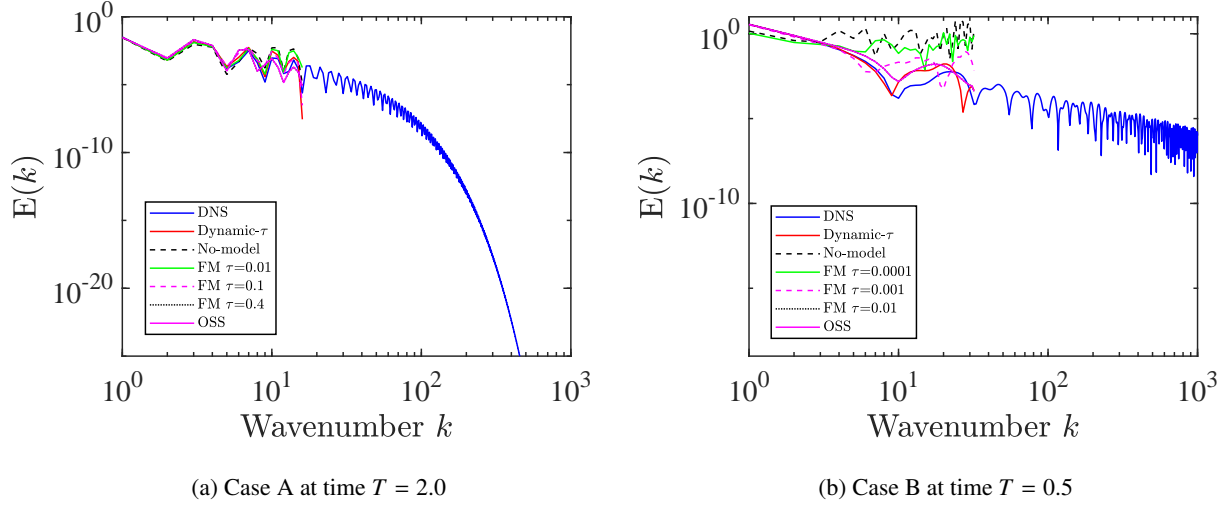 10^0
10^-10
10^-20
E(k)
DNS
Dynamic-τ
No-model
FM τ=0.01
FM τ=0.1
FM τ=0.4
OSS
10^0 10^1 10^2 10^3
Wavenumber k
(a) Case A at time T = 2.0
10^0
10^-10
E(k)
DNS
Dynamic-τ
No-model
FM τ=0.0001
FM τ=0.001
FM τ=0.01
OSS
10^0 10^1 10^2 10^3
Wavenumber k
(b) Case B at time T = 0.5